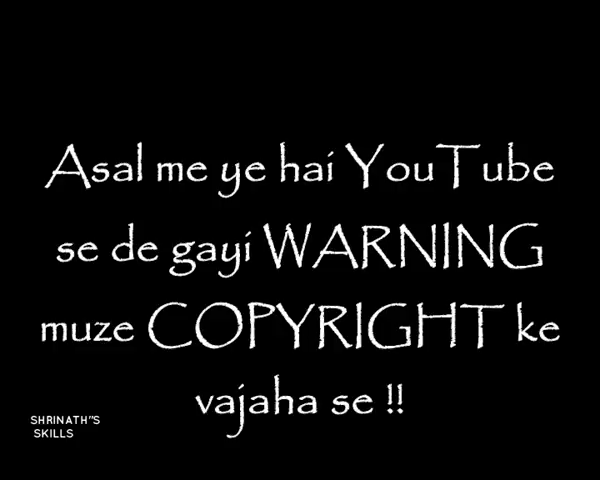 Asal me ye hai YouTube
se de gayi WARNING
muze COPYRIGHT ke
vajaha se !!
SHRINATH"S
SKILLS